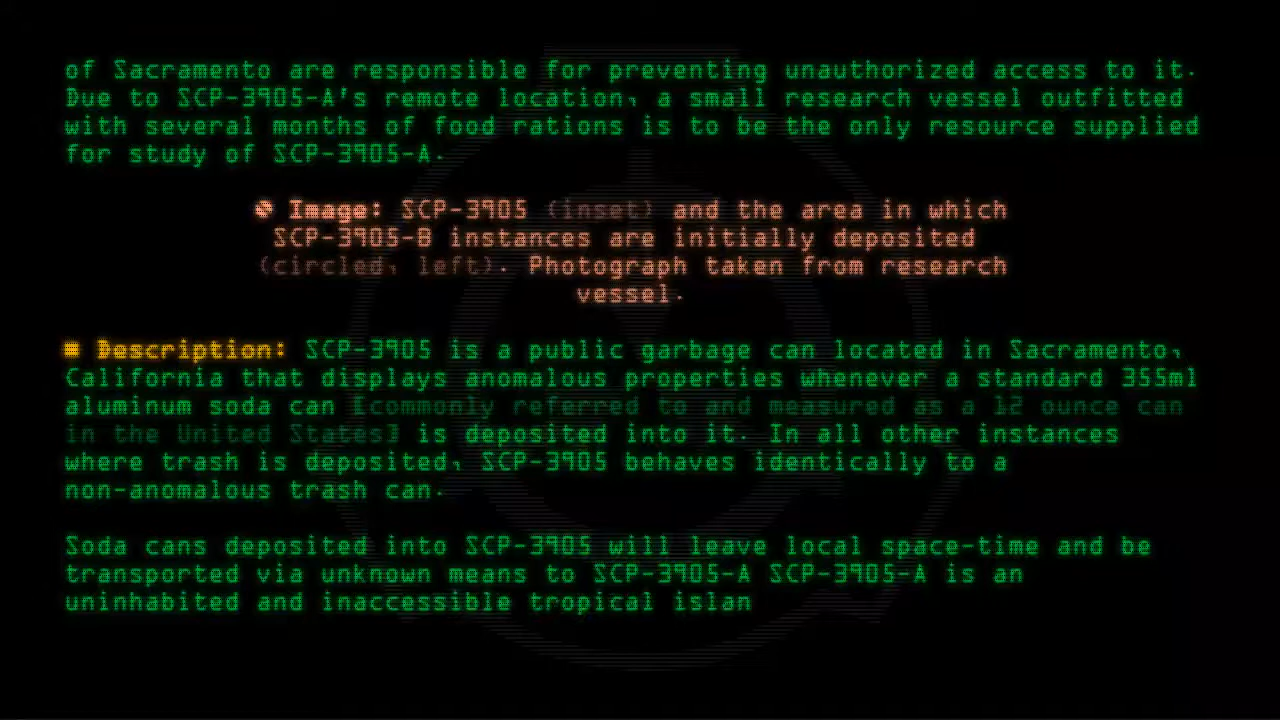 of Sacramento are responsible for preventing unauthorized access to it.
Due to SCP-3905-A's remote location, a small research vessel outfitted
with several months of food rations is to be the only resource supplied
for study of SCP-3905-A.
Image: SCP-3905 (inset) and the area in which
SCP-3905-B instances are initially deposited
(circled, left). Photograph taken from research
vessel.
■ Description: SCP-3905 is a public garbage can located in Sacramento,
California that displays anomalous properties whenever a standard 355ml
aluminum soda can [commonly referred to and measured as a 12 ounce can
in the United States] is deposited into it. In all other instances
where trash is deposited, SCP-3905 behaves identically to a
non-anomalous trash can.
Soda cans deposited into SCP-3905 will leave local space-time and be
transported via unknown means to SCP-3905-A SCP-3905-A is an
uninhabited and inaccessible tropical islan